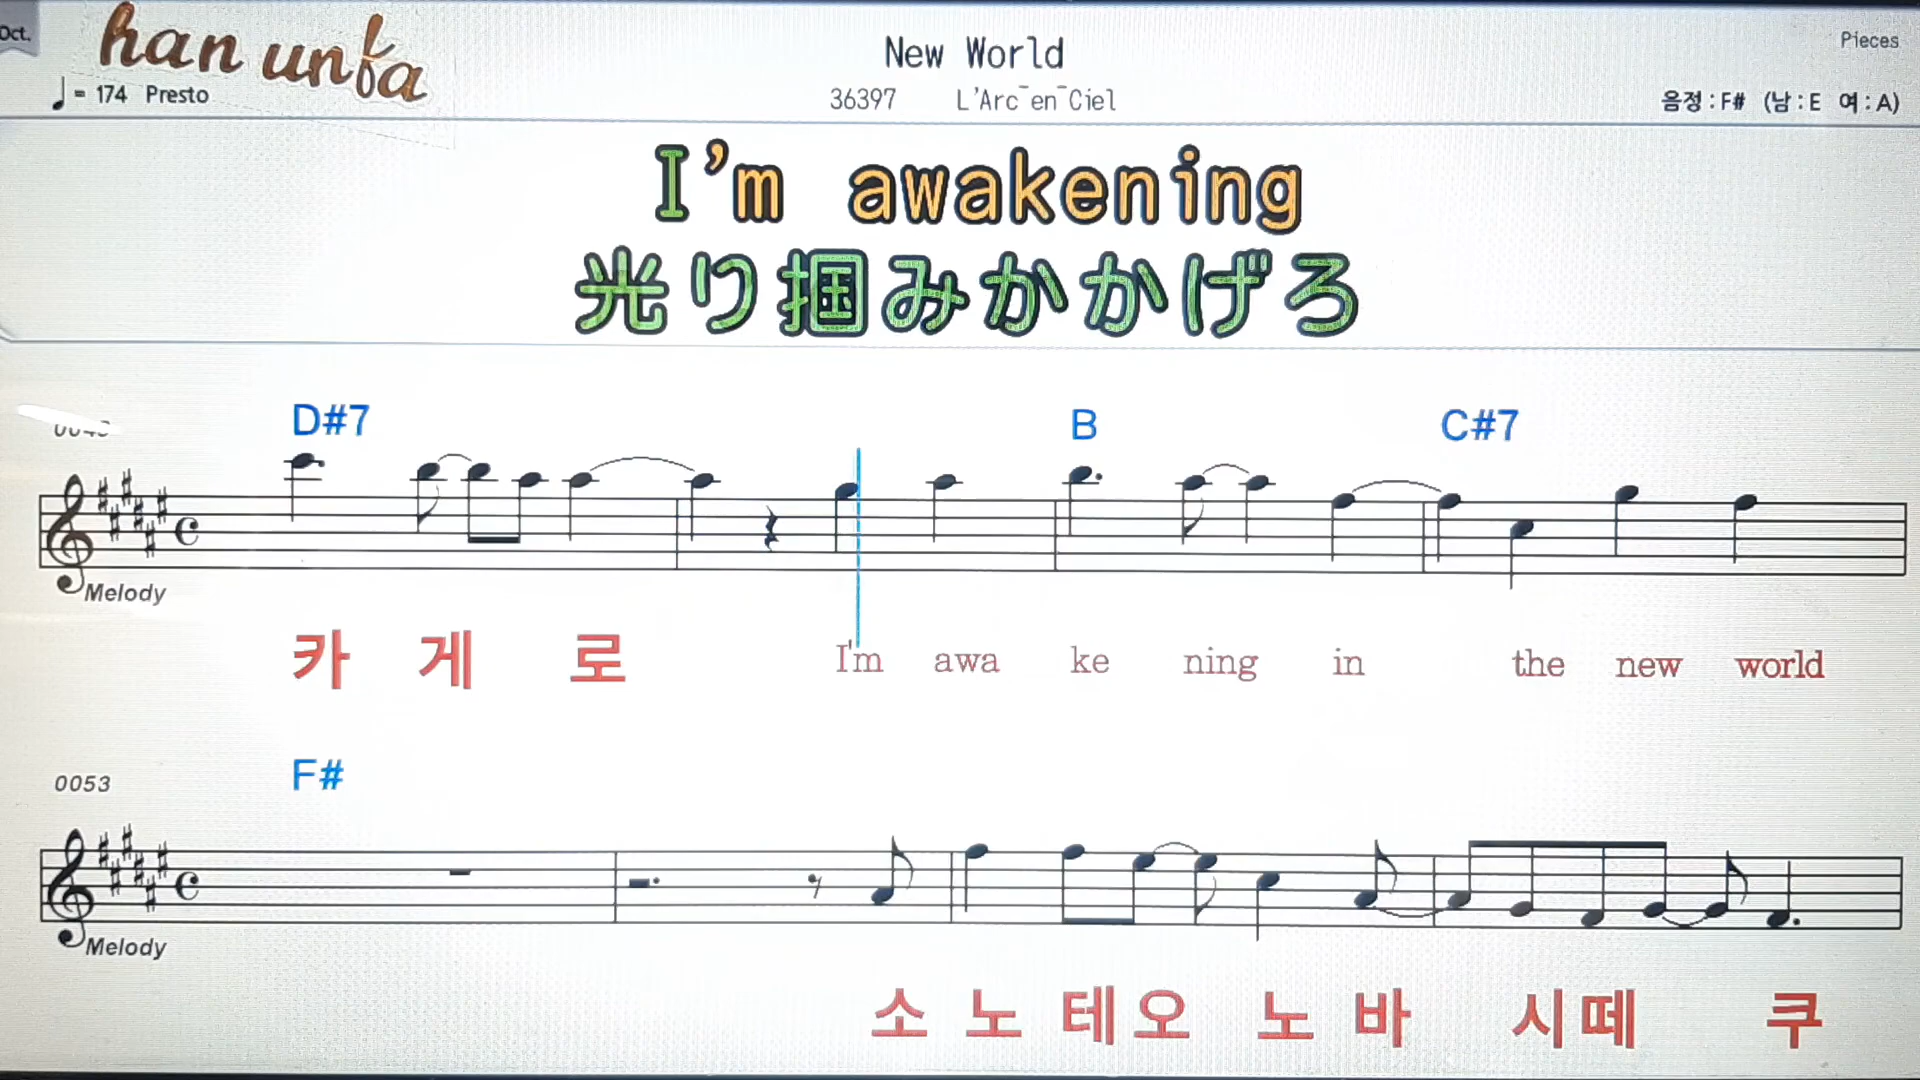 Oct.
han unfa
= 174 Presto
New World
36397 L'Arc~en~Ciel
Pieces
음정:F# (남:E 여:A)
I'm awakening
光り掴みかかげろ
D#7 B C#7
Melody
카 게 로 I'm awa ke ning in the new world
0053 F#
Melody
소 노 테 오 노 바 시 떼 쿠